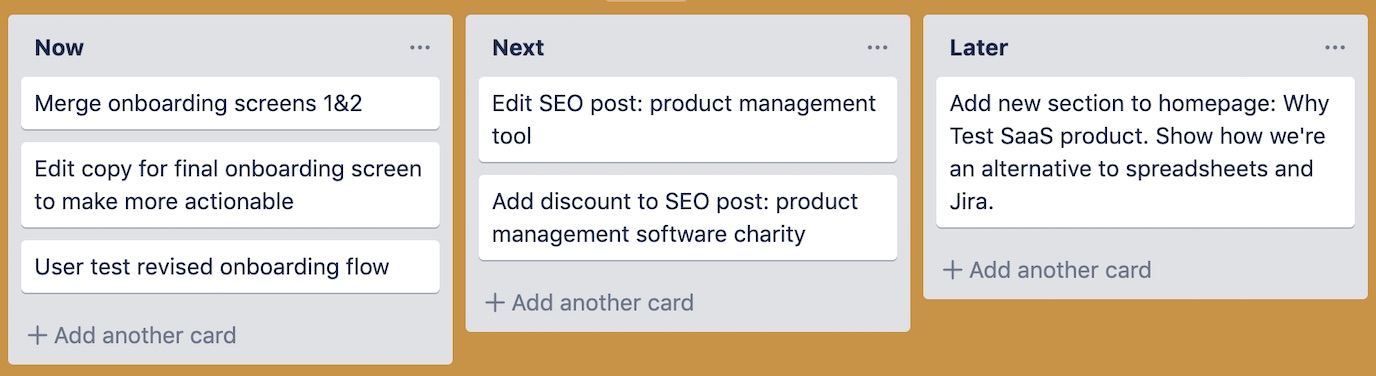 Now
Merge onboarding screens 1&2
Edit copy for final onboarding screen
to make more actionable
User test revised onboarding flow
Add another card
Next
Edit SEO post: product management
tool
Add discount to SEO post: product
management software charity
Add another card
Later
Add new section to homepage: Why
Test SaaS product. Show how we're
an alternative to spreadsheets and
Jira.
Add another card